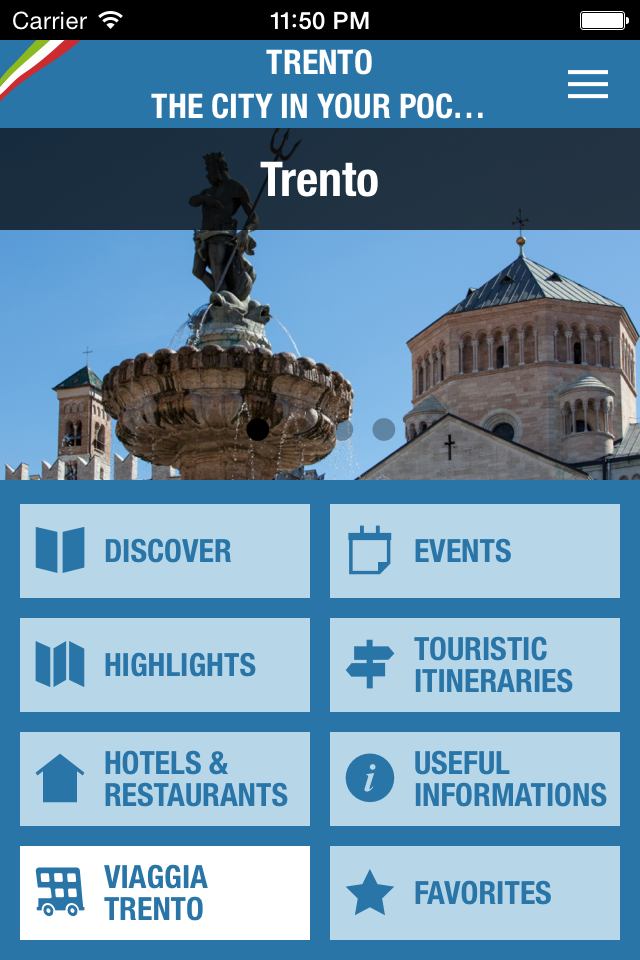 Carrier 11:50 PM
TRENTO
THE CITY IN YOUR POC...
Trento
DISCOVER
EVENTS
HIGHLIGHTS
TOURISTIC
ITINERARIES
HOTELS &
RESTAURANTS
USEFUL
INFORMATIONS
VIAGGIA
TRENTO
FAVORITES